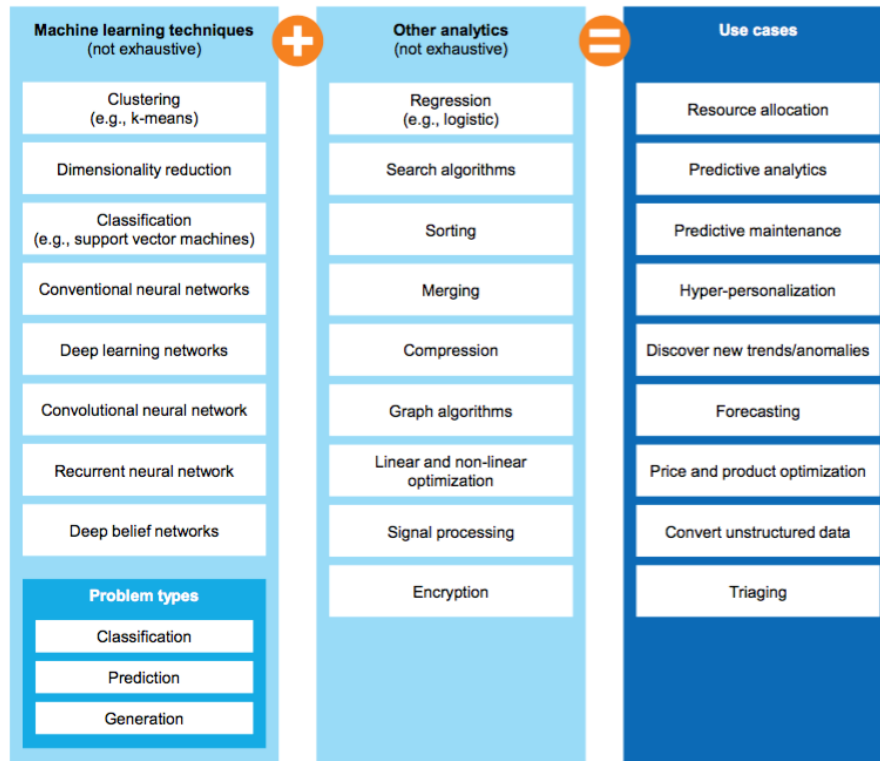 Machine learning techniques
(not exhaustive)
Clustering
(e.g., k-means)
Dimensionality reduction
Classification
(e.g., support vector machines)
Conventional neural networks
Deep learning networks
Convolutional neural network
Recurrent neural network
Deep belief networks
Problem types
Classification
Prediction
Generation
+
Other analytics
(not exhaustive)
Regression
(e.g., logistic)
Search algorithms
Sorting
Merging
Compression
Graph algorithms
Linear and non-linear
optimization
Signal processing
Encryption
=
Use cases
Resource allocation
Predictive analytics
Predictive maintenance
Hyper-personalization
Discover new trends/anomalies
Forecasting
Price and product optimization
Convert unstructured data
Triaging